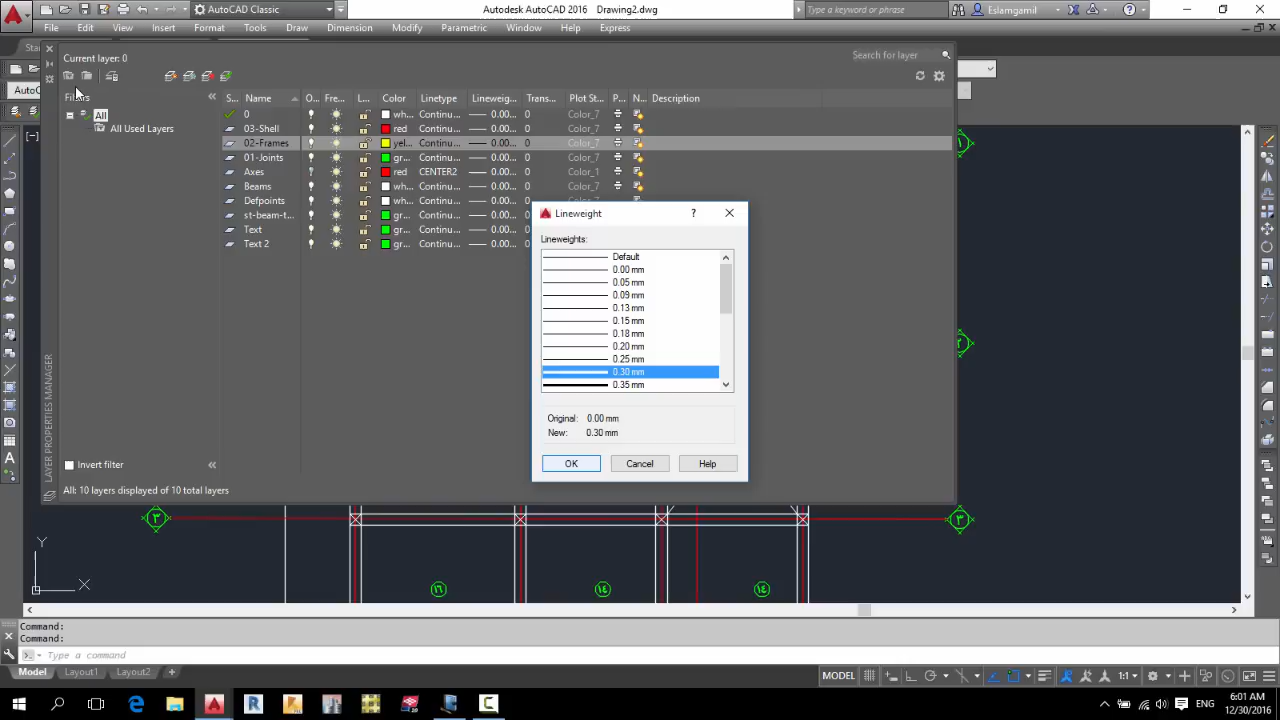 AutoCAD Classic
Autodesk AutoCAD 2016 Drawing2.dwg
Type a keyword or phrase
Eslamgamil
File Edit View Insert Format Tools Draw Dimension Modify Parametric Window Help Express
Current layer: 0
Search for layer
Filters
S... Name O.. Fre... L... Color Linetype Lineweig... Trans... Plot St... P... N... Description
All
All Used Layers
0 wh... Continu... 0.00... 0 Color_7
03-Shell red Continu... 0.00... 0 Color_7
02-Frames yel... Continu... 0.00... 0 Color_7
01-Joints gr... Continu... 0.00... 0 Color_7
Axes red CENTER2 0.00... 0 Color_1
Beams wh... Continu... 0.00... 0 Color_7
Defpoints wh... Continu... 0.00... 0 Color_7
st-beam-t... gr... Continu... 0.00... 0
Text gr... Continu... 0.00... 0
Text 2 gr... Continu... 0.00... 0
Lineweight
Lineweights:
Default
0.00 mm
0.05 mm
0.09 mm
0.13 mm
0.15 mm
0.18 mm
0.20 mm
0.25 mm
0.30 mm
0.35 mm
Original: 0.00 mm
New: 0.30 mm
OK Cancel Help
LAYER PROPERTIES MANAGER
Invert filter
All: 10 layers displayed of 10 total layers
١
٢
٣ ٣
Y
X
١٦ ١٤ ١٤
Command:
Command:
Type a command
Model Layout1 Layout2 +
MODEL 1:1
ENG
6:01 AM
12/30/2016